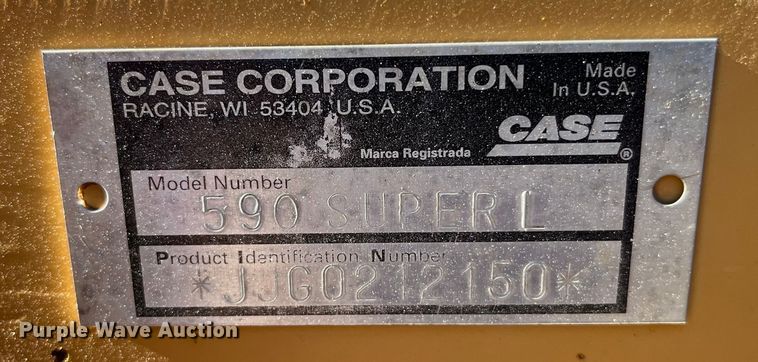 CASE CORPORATION
RACINE, WI 53404 U.S.A.
Made
In U.S.A.
CASE
®
Marca Registrada
Model Number
590 SUPER L
Product Identification Number
*JJG0212150*
Purple Wave Auction